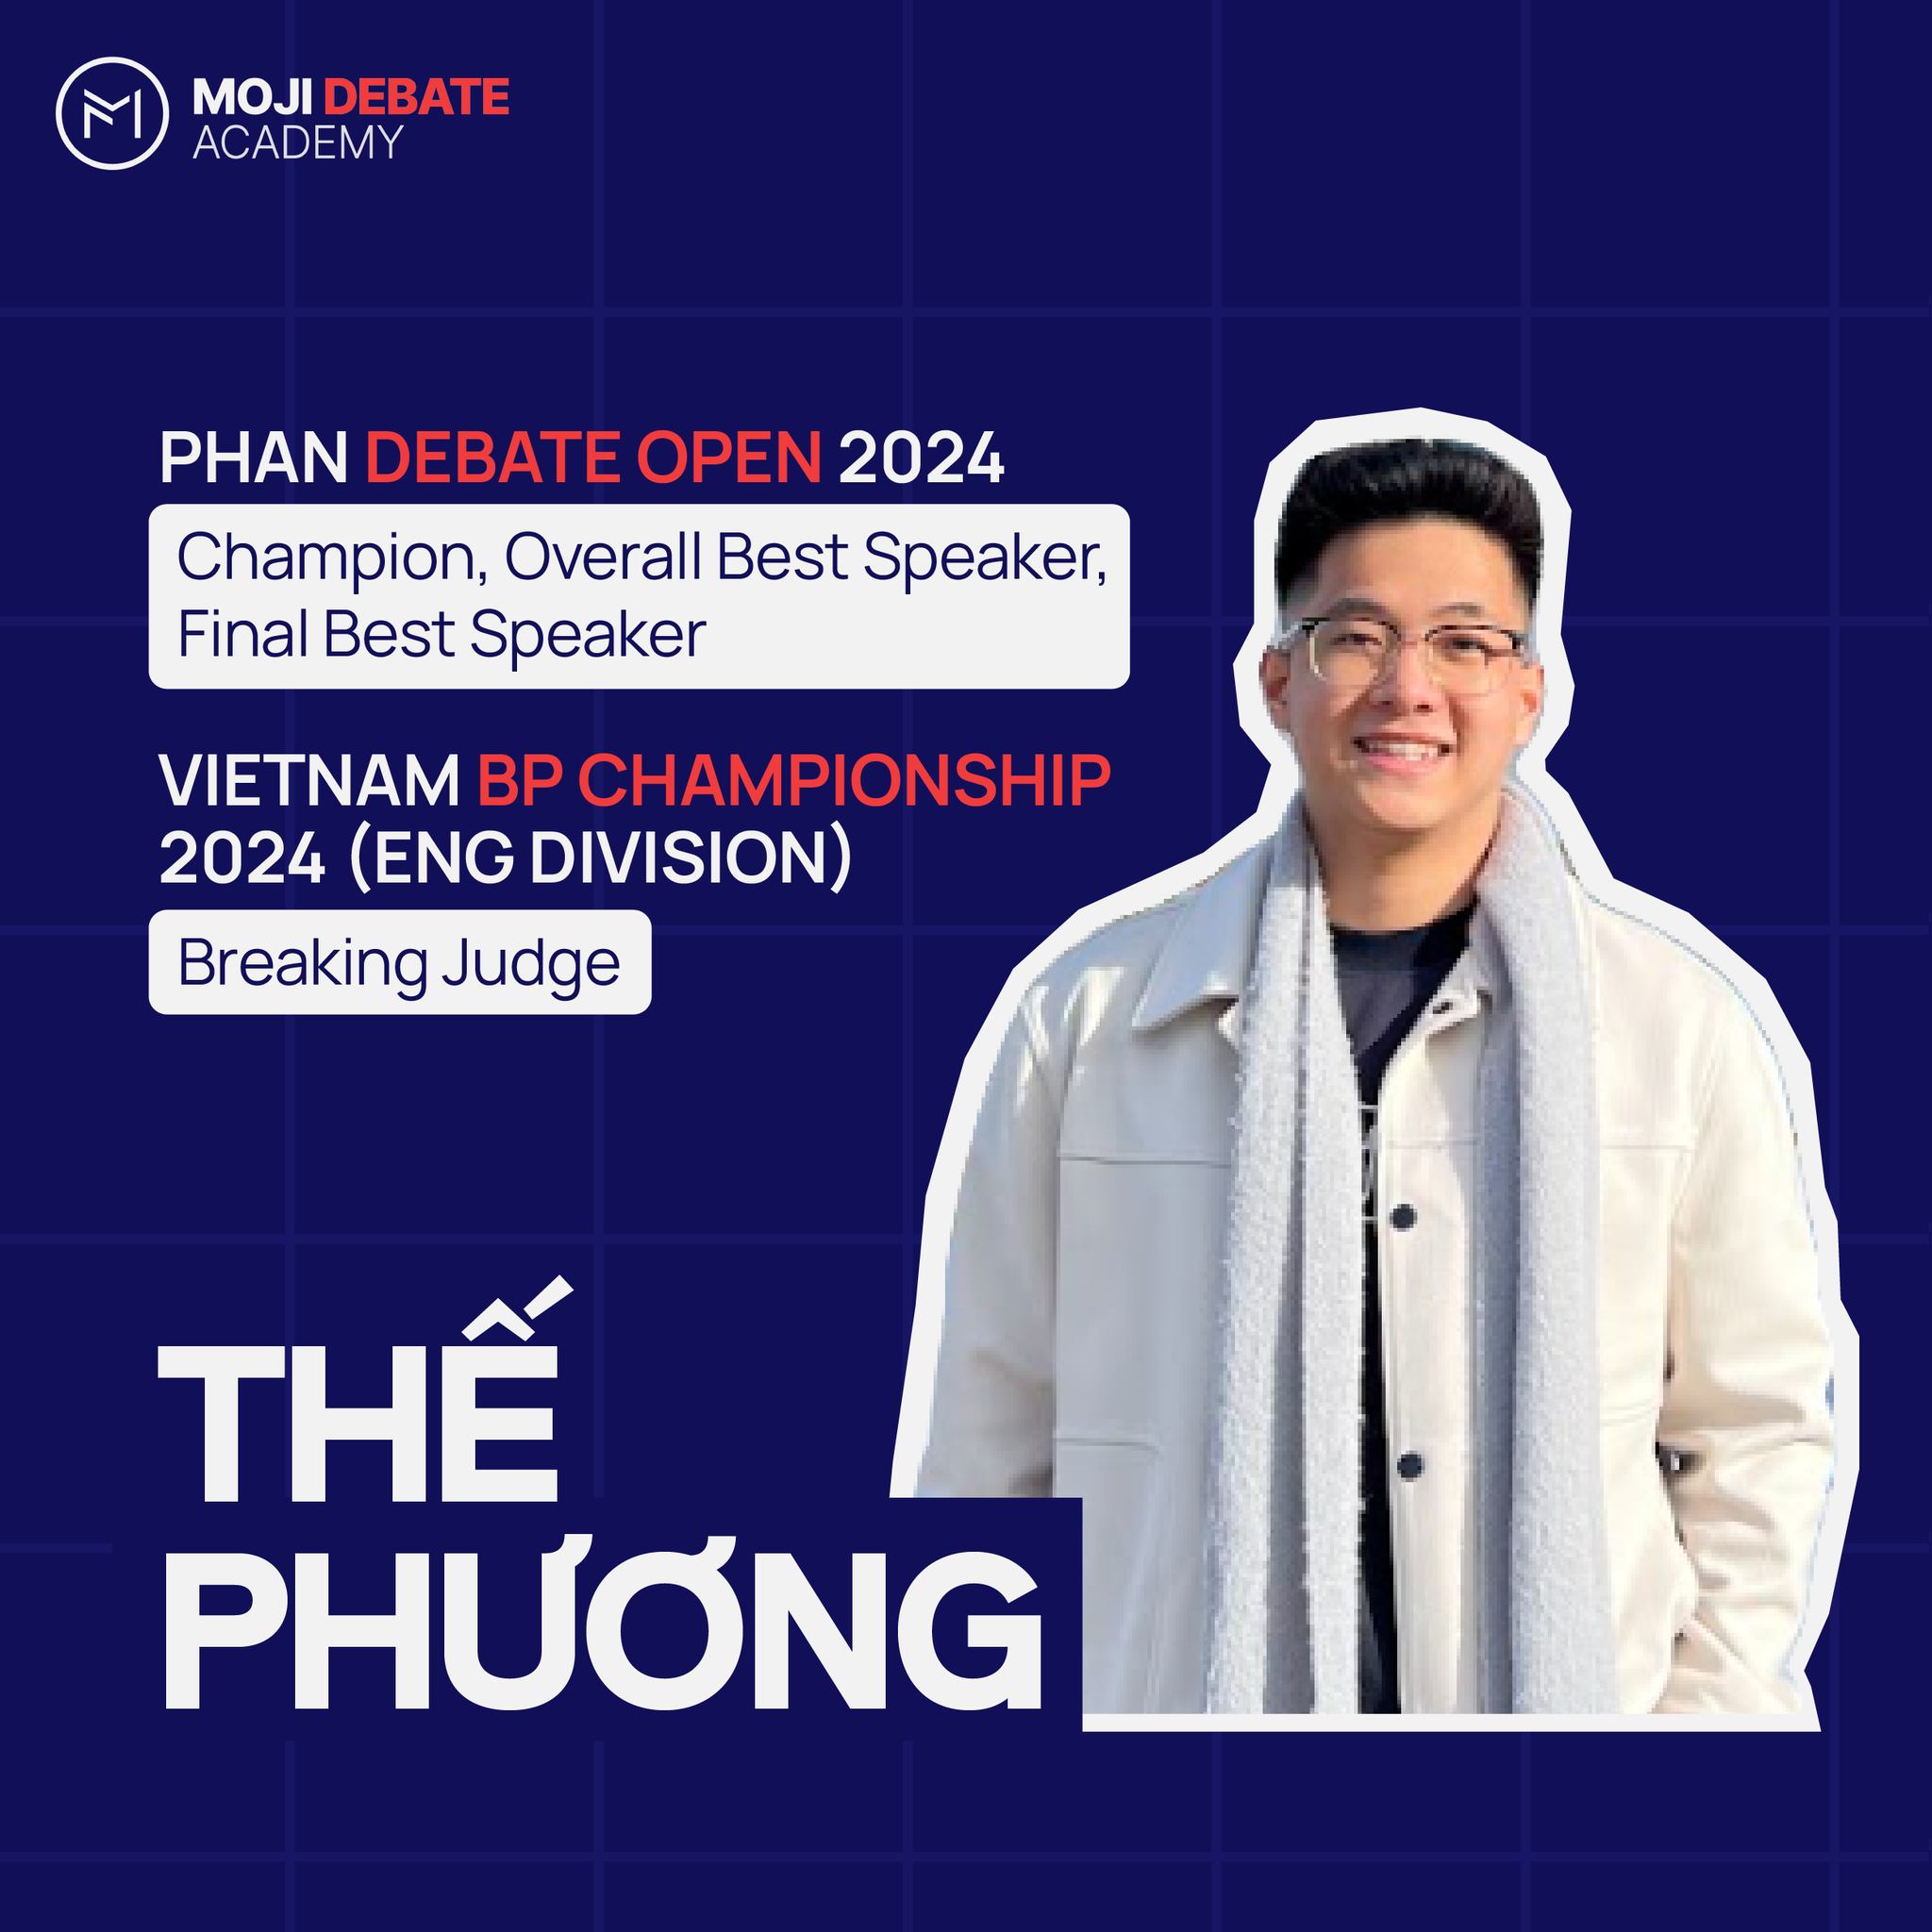 MOJI DEBATE
ACADEMY
PHAN DEBATE OPEN 2024
Champion, Overall Best Speaker,
Final Best Speaker
VIETNAM BP CHAMPIONSHIP
2024 (ENG DIVISION)
Breaking Judge
THẾ
PHƯƠNG